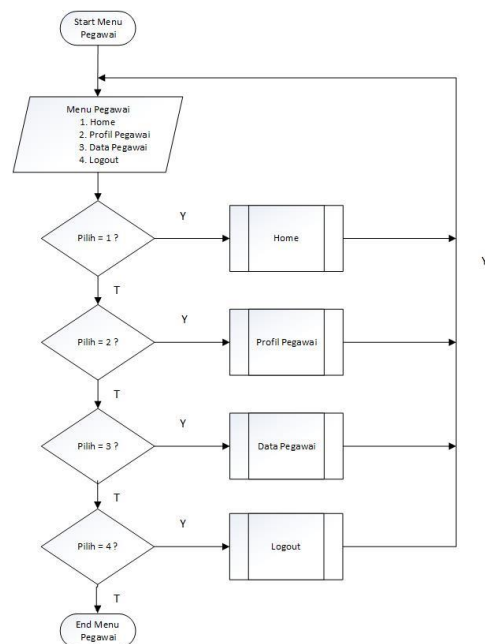 Start Menu
Pegawai
Menu Pegawai
1. Home
2. Profil Pegawai
3. Data Pegawai
4. Logout
Pilih = 1 ?
Y
Home
Y
T
Pilih = 2 ?
Y
Profil Pegawai
T
Pilih = 3 ?
Y
Data Pegawai
T
Pilih = 4 ?
Y
Logout
T
End Menu
Pegawai